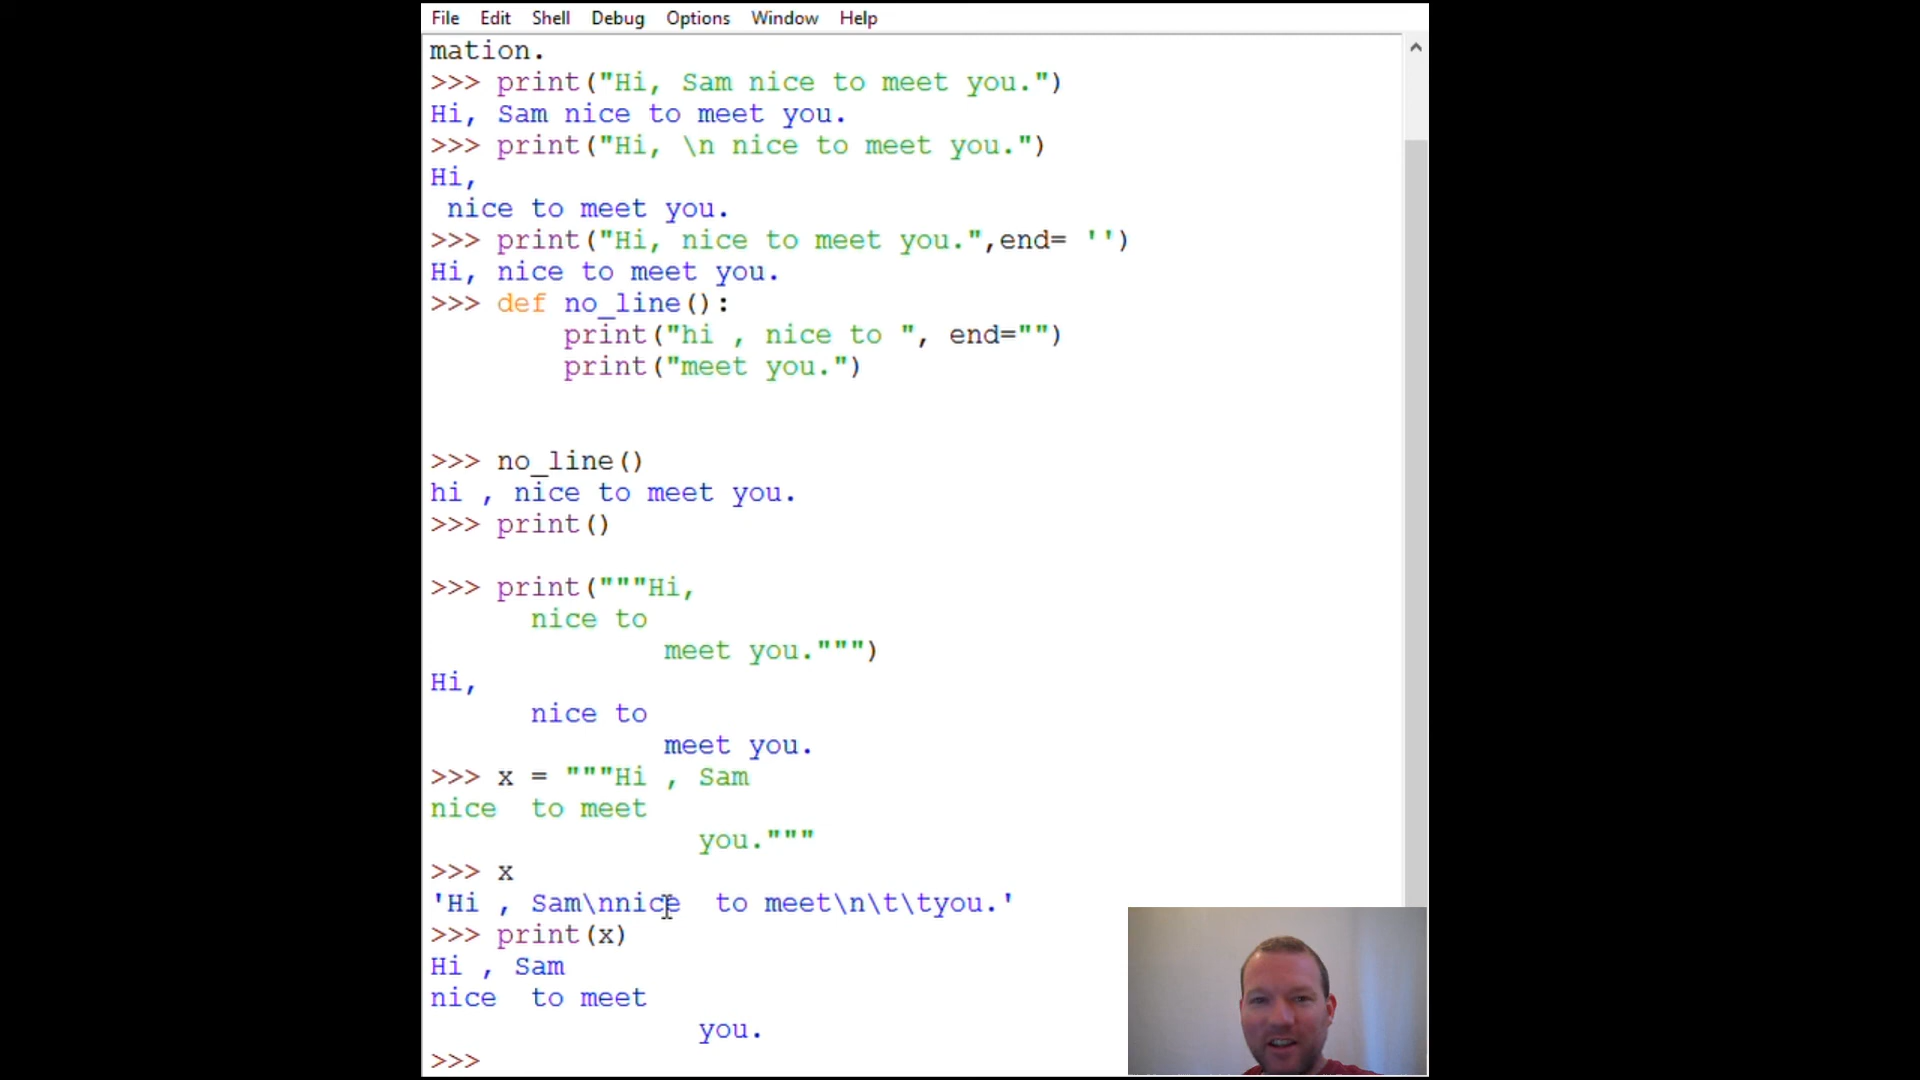 File Edit Shell Debug Options Window Help
mation.
>>> print("Hi, Sam nice to meet you.")
Hi, Sam nice to meet you.
>>> print("Hi, \n nice to meet you.")
Hi,
 nice to meet you.
>>> print("Hi, nice to meet you.",end= '')
Hi, nice to meet you.
>>> def no_line():
        print("hi , nice to ", end="")
        print("meet you.")
>>> no_line()
hi , nice to meet you.
>>> print()
>>> print("""Hi,
      nice to
              meet you.""")
Hi,
      nice to
              meet you.
>>> x = """Hi , Sam
nice  to meet
                you."""
>>> x
'Hi , Sam\nnice  to meet\n\t\tyou.'
>>> print(x)
Hi , Sam
nice  to meet
                you.
>>>